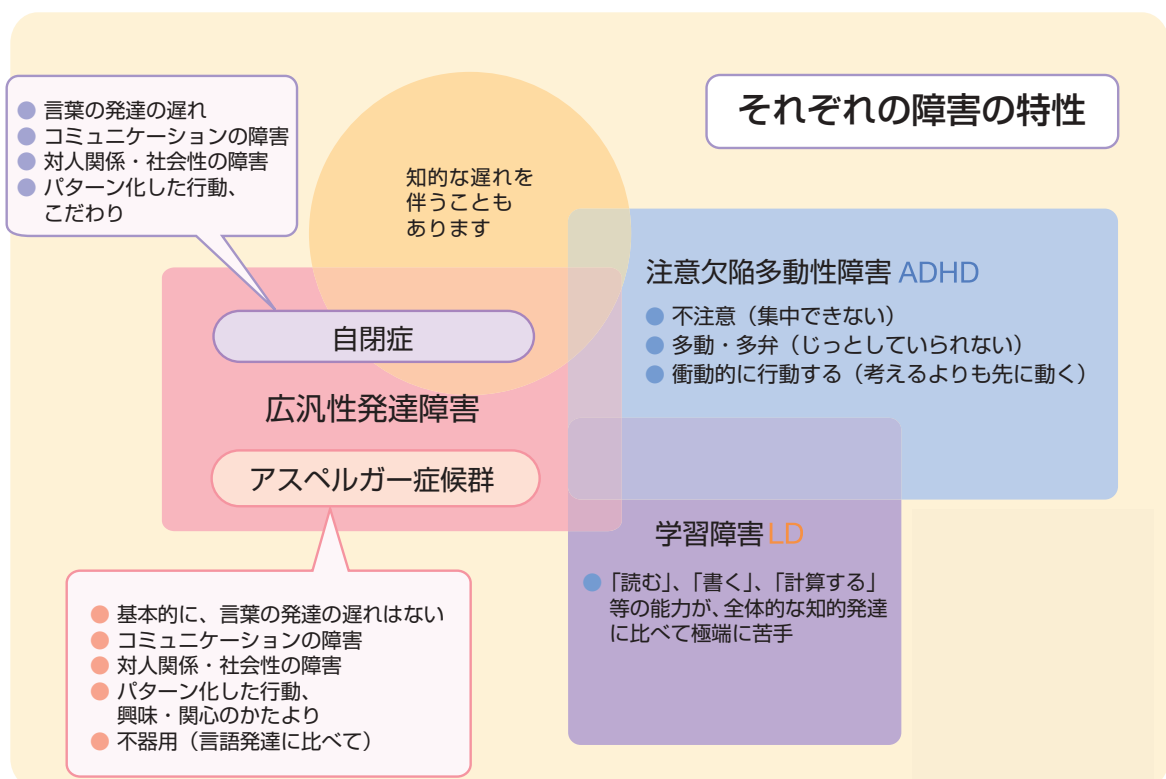 それぞれの障害の特性
● 言葉の発達の遅れ
● コミュニケーションの障害
● 対人関係・社会性の障害
● パターン化した行動、
こだわり
知的な遅れを
伴うことも
あります
自閉症
広汎性発達障害
アスペルガー症候群
● 基本的に、言葉の発達の遅れはない
● コミュニケーションの障害
● 対人関係・社会性の障害
● パターン化した行動、
興味・関心のかたより
● 不器用（言語発達に比べて）
注意欠陥多動性障害 ADHD
● 不注意（集中できない）
● 多動・多弁（じっとしていられない）
● 衝動的に行動する（考えるよりも先に動く）
学習障害 LD
● 「読む」、「書く」、「計算する」
等の能力が、全体的な知的発達
に比べて極端に苦手